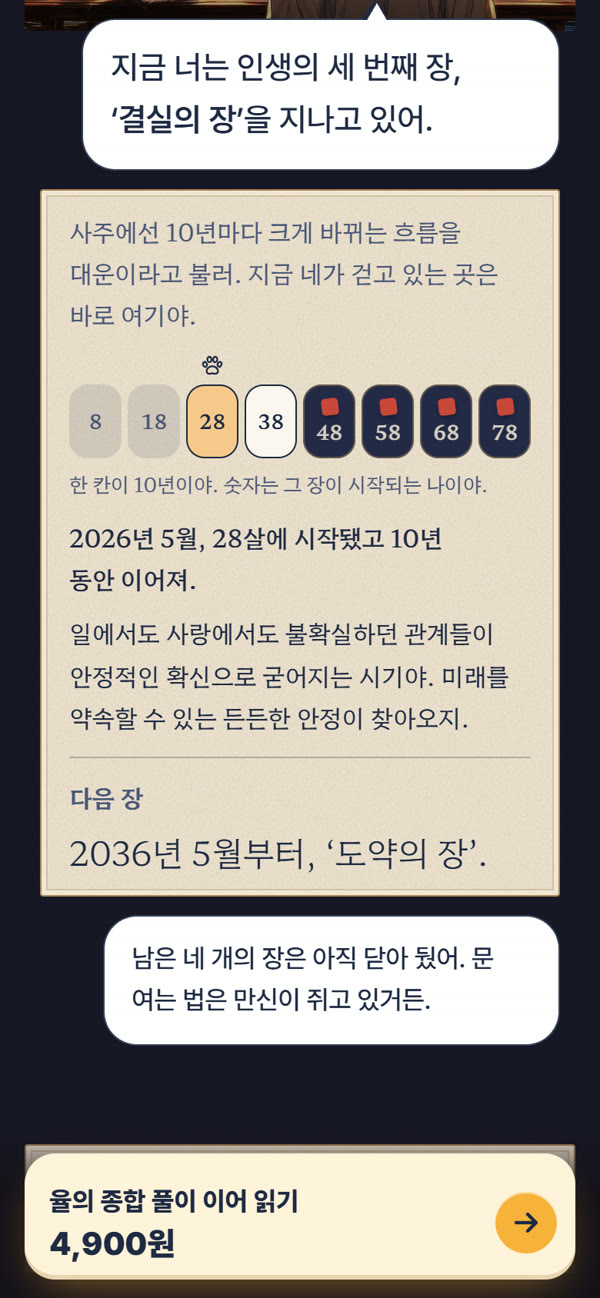 지금 너는 인생의 세 번째 장,
‘결실의 장’을 지나고 있어.
사주에선 10년마다 크게 바뀌는 흐름을
대운이라고 불러. 지금 네가 걷고 있는 곳은
바로 여기야.
8 18 28 38 48 58 68 78
한 칸이 10년이야. 숫자는 그 장이 시작되는 나이야.
2026년 5월, 28살에 시작됐고 10년
동안 이어져.
일에서도 사랑에서도 불확실하던 관계들이
안정적인 확신으로 굳어지는 시기야. 미래를
약속할 수 있는 든든한 안정이 찾아오지.
다음 장
2036년 5월부터, ‘도약의 장’.
남은 네 개의 장은 아직 닫아 뒀어. 문
여는 법은 만신이 쥐고 있거든.
율의 종합 풀이 이어 읽기
4,900원